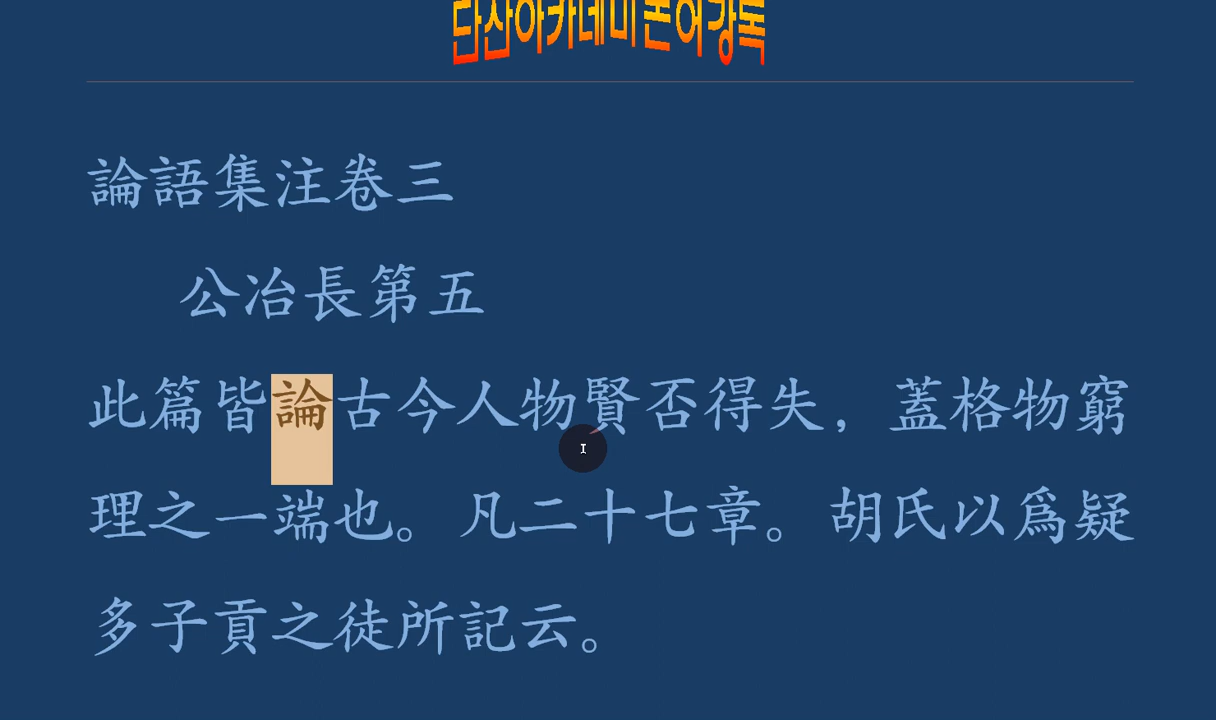 단산아카데미 논어 강독
論語集注卷三
公冶長第五
此篇皆論古今人物賢否得失，蓋格物窮
理之一端也。凡二十七章。胡氏以爲疑
多子貢之徒所記云。